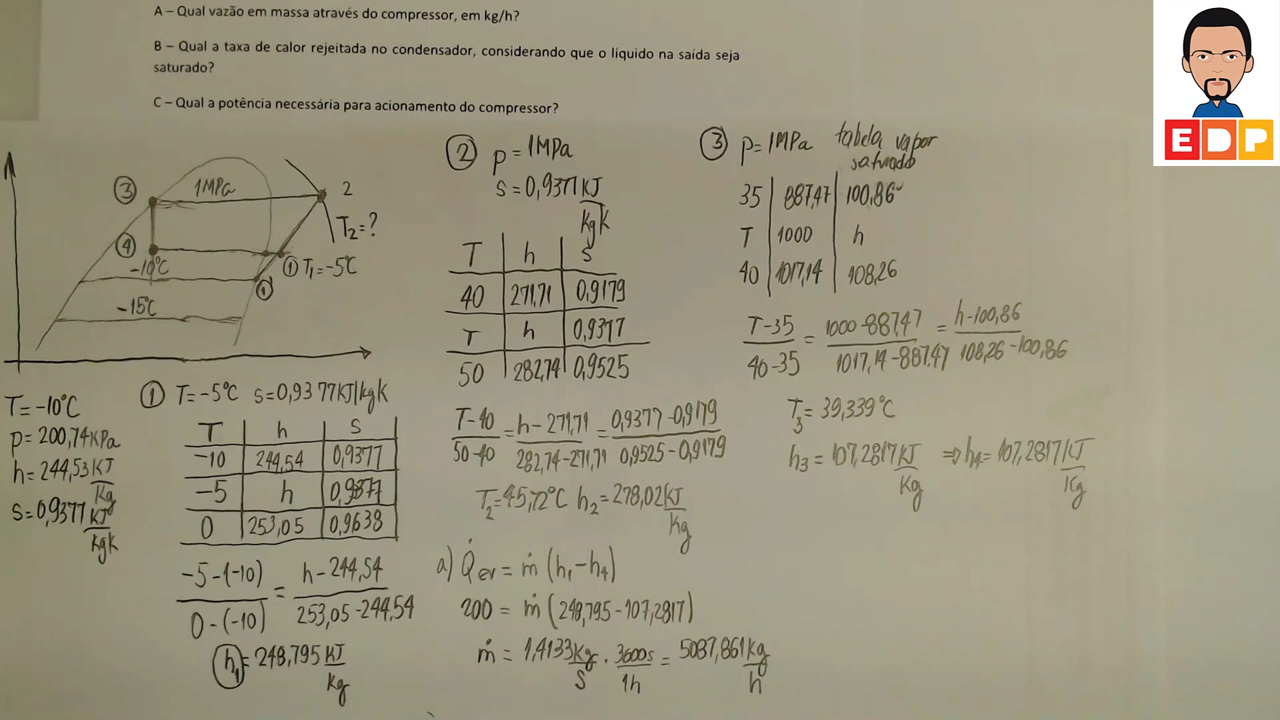 A – Qual vazão em massa através do compressor, em kg/h?
B – Qual a taxa de calor rejeitada no condensador, considerando que o líquido na saída seja
saturado?
C – Qual a potência necessária para acionamento do compressor?
EDP
③ 1MPa 2
T₂=?
④
-10°C ① T₁=-5°C
①
-15°C
T=-10°C
p=200,74KPa
h=244,53 KJ/Kg
s=0,9377 KJ/kgK
① T=-5°C s=0,9377KJ/kgK
T h s
-10 244,54 0,9377
-5 h 0,9877
0 253,05 0,9638
-5-(-10) / 0-(-10) = h-244,54 / 253,05-244,54
h₁=248,795 KJ/Kg
② p=1MPa
s=0,9377 KJ/KgK
T h s
40 271,71 0,9179
T h 0,9377
50 282,74 0,9525
T-40 / 50-40 = h-271,71 / 282,74-271,71 = 0,9377-0,9179 / 0,9525-0,9179
T₂=45,72°C h₂=278,02 KJ/Kg
a) Q̇ev = ṁ (h₁-h₄)
200 = ṁ (248,795-107,2817)
ṁ = 1,4133 Kg/s . 3600s/1h = 5087,861 kg/h
③ p=1MPa tabela vapor
saturado
35 887,47 100,86
T 1000 h
40 1017,14 108,26
T-35 / 40-35 = 1000-887,47 / 1017,14-887,47 = h-100,86 / 108,26-100,86
T₃=39,339°C
h₃=107,2817 KJ/Kg ⇒ h₄=107,2817 KJ/Kg